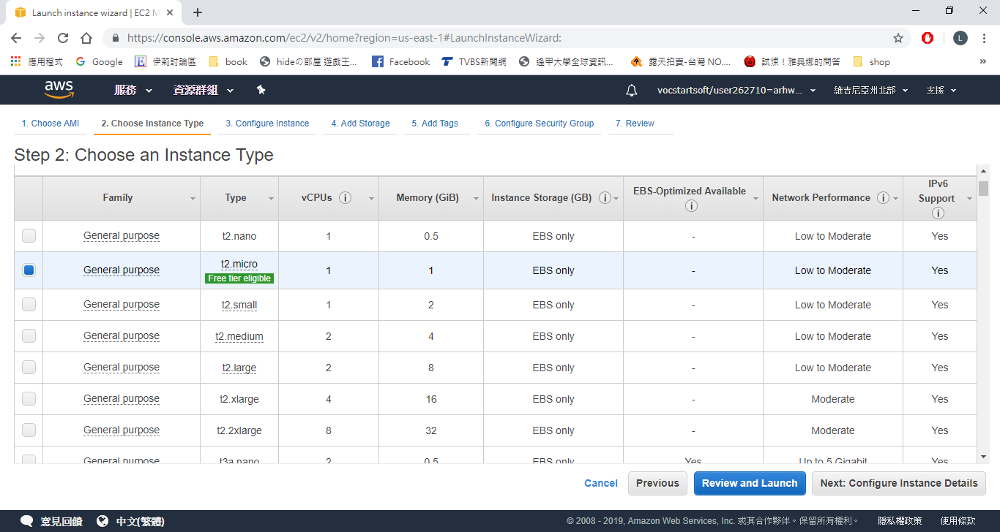 Launch instance wizard | EC2 M
https://console.aws.amazon.com/ec2/v2/home?region=us-east-1#LaunchInstanceWizard:
L
應用程式 Google 伊莉討論區 book hideの部屋 遊戲王... Facebook TVBS新聞網 逢甲大學全球資訊... 露天拍賣-台灣 NO.... 試煉！雅典娜的問答 shop »
aws 服務 資源群組 vocstartsoft/user262710=arhw... 維吉尼亞州北部 支援
1. Choose AMI 2. Choose Instance Type 3. Configure Instance 4. Add Storage 5. Add Tags 6. Configure Security Group 7. Review
Step 2: Choose an Instance Type
Family Type vCPUs Memory (GiB) Instance Storage (GB) EBS-Optimized Available Network Performance IPv6 Support
General purpose t2.nano 1 0.5 EBS only - Low to Moderate Yes
General purpose t2.micro Free tier eligible 1 1 EBS only - Low to Moderate Yes
General purpose t2.small 1 2 EBS only - Low to Moderate Yes
General purpose t2.medium 2 4 EBS only - Low to Moderate Yes
General purpose t2.large 2 8 EBS only - Low to Moderate Yes
General purpose t2.xlarge 4 16 EBS only - Moderate Yes
General purpose t2.2xlarge 8 32 EBS only - Moderate Yes
General purpose t3a.nano 2 0.5 EBS only Yes Up to 5 Gigabit Yes
Cancel Previous Review and Launch Next: Configure Instance Details
意見回饋 中文(繁體) © 2008 - 2019, Amazon Web Services, Inc. 或其合作夥伴。保留所有權利。 隱私權政策 使用條款